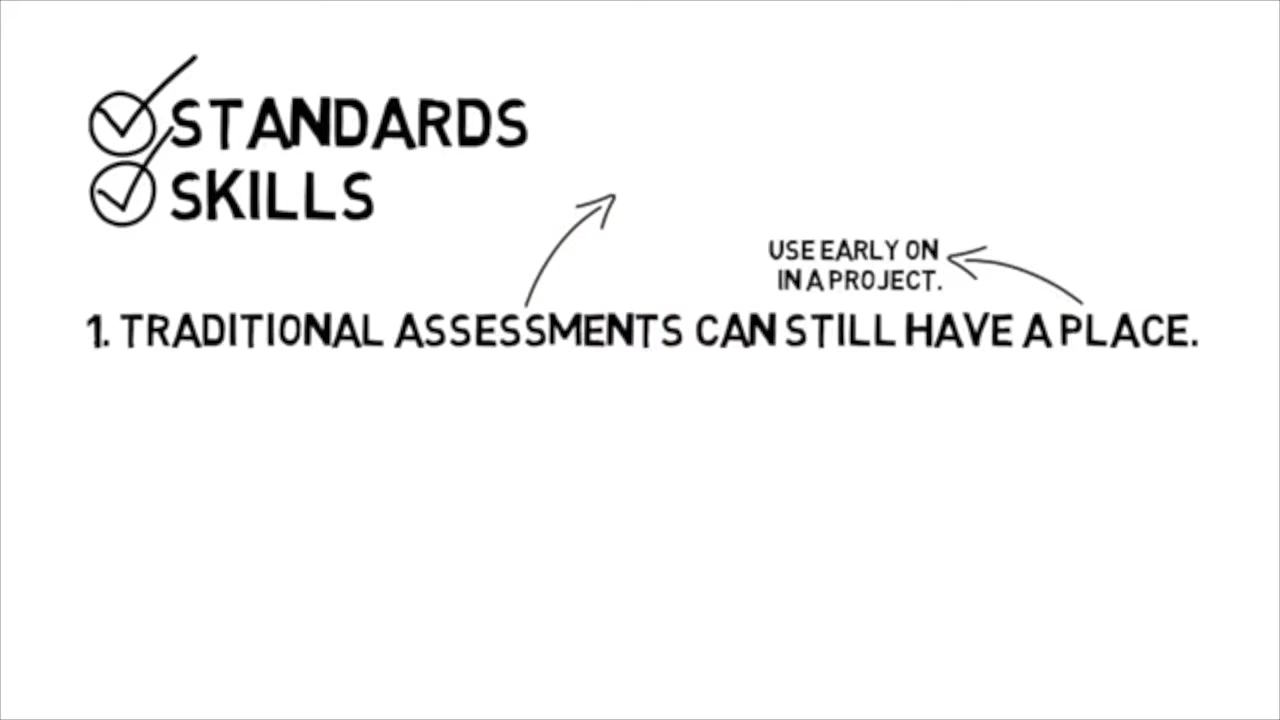 STANDARDS
SKILLS
USE EARLY ON
IN A PROJECT.
1. TRADITIONAL ASSESSMENTS CAN STILL HAVE A PLACE.